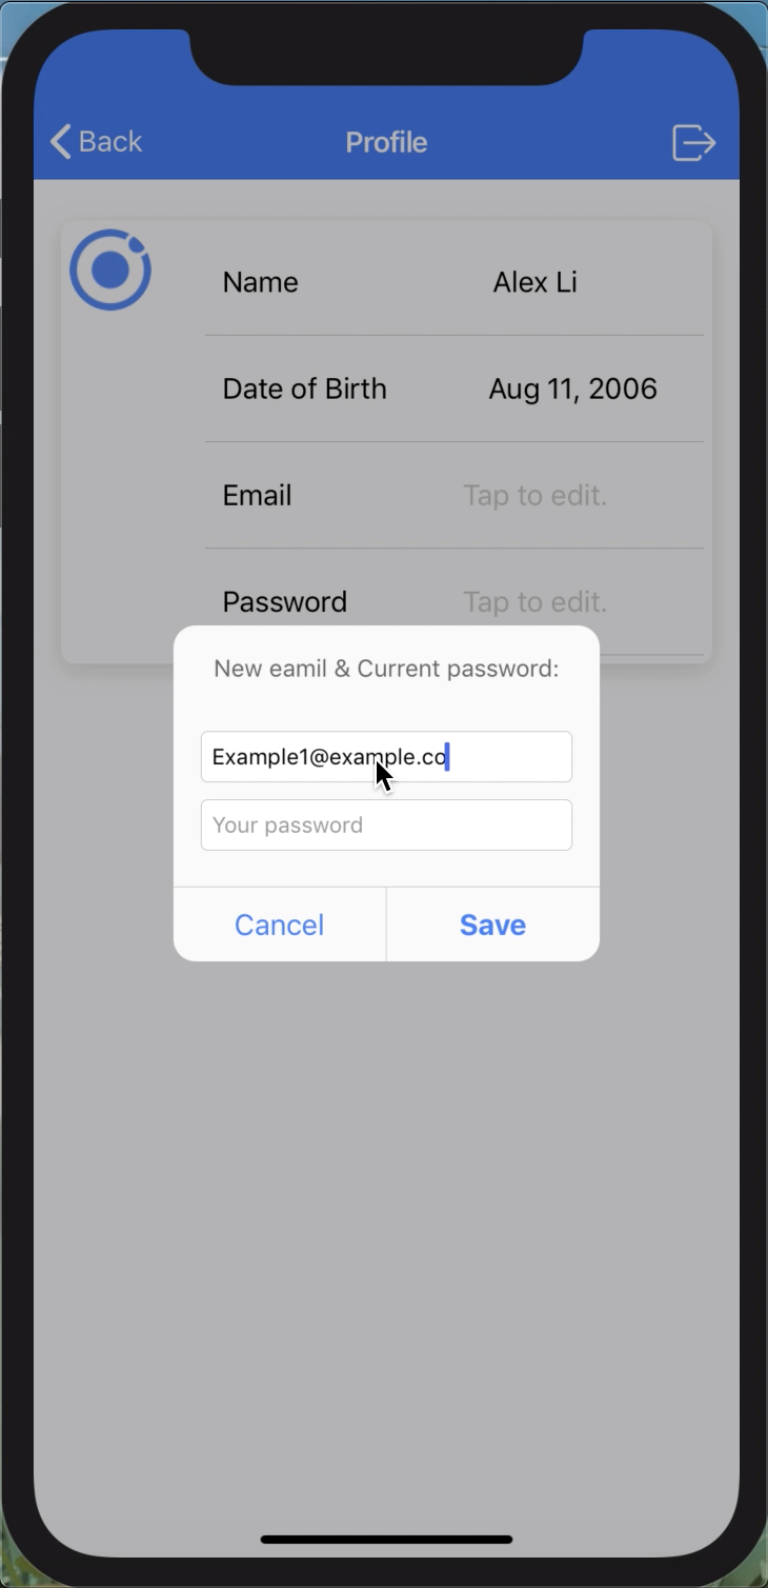 Back Profile
Name Alex Li
Date of Birth Aug 11, 2006
Email Tap to edit.
Password Tap to edit.
New eamil & Current password:
Example1@example.co
Your password
Cancel Save